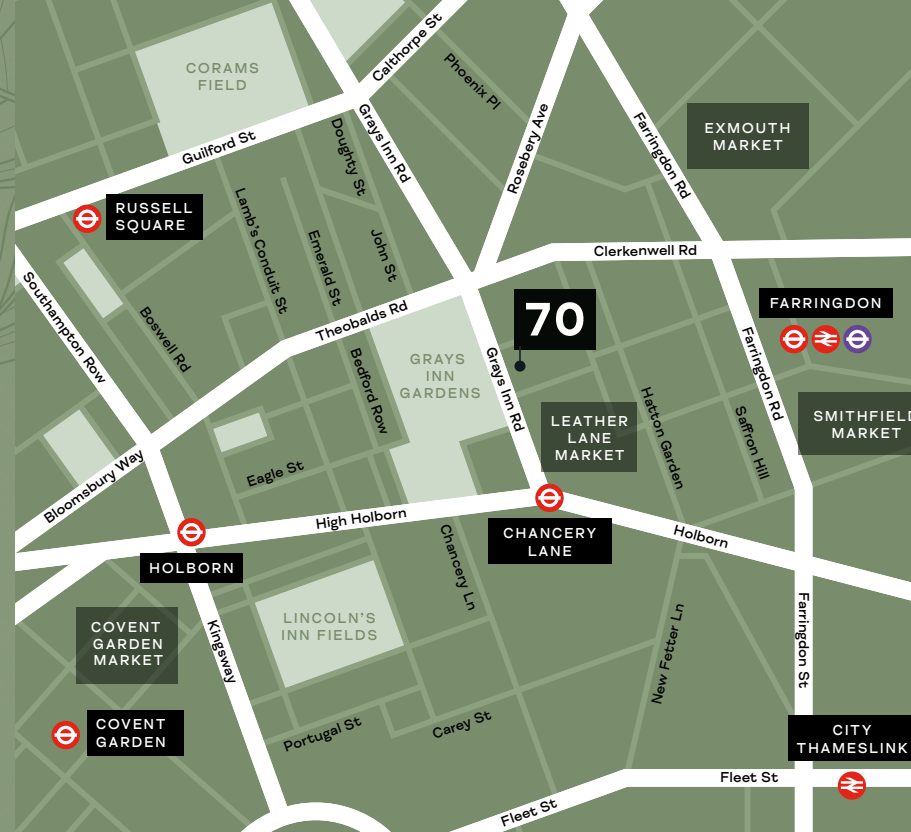 Calthorpe St
CORAMS
FIELD
Phoenix Pl
Grays Inn Rd
Doughty St
Rosebery Ave
Farringdon Rd
EXMOUTH
MARKET
Guilford St
RUSSELL
SQUARE
Lamb's Conduit St
Emerald St
John St
Clerkenwell Rd
Southampton Row
Boswell Rd
Theobalds Rd
70
FARRINGDON
Farringdon Rd
GRAYS
INN
GARDENS
Grays Inn Rd
Bedford Row
LEATHER
LANE
MARKET
Hatton Garden
Saffron Hill
SMITHFIELD
MARKET
Bloomsbury Way
Eagle St
High Holborn
CHANCERY
LANE
Holborn
HOLBORN
Chancery Ln
COVENT
GARDEN
MARKET
Kingsway
LINCOLN'S
INN FIELDS
New Fetter Ln
Farringdon St
COVENT
GARDEN
Portugal St
Carey St
CITY
THAMESLINK
Fleet St
Fleet St